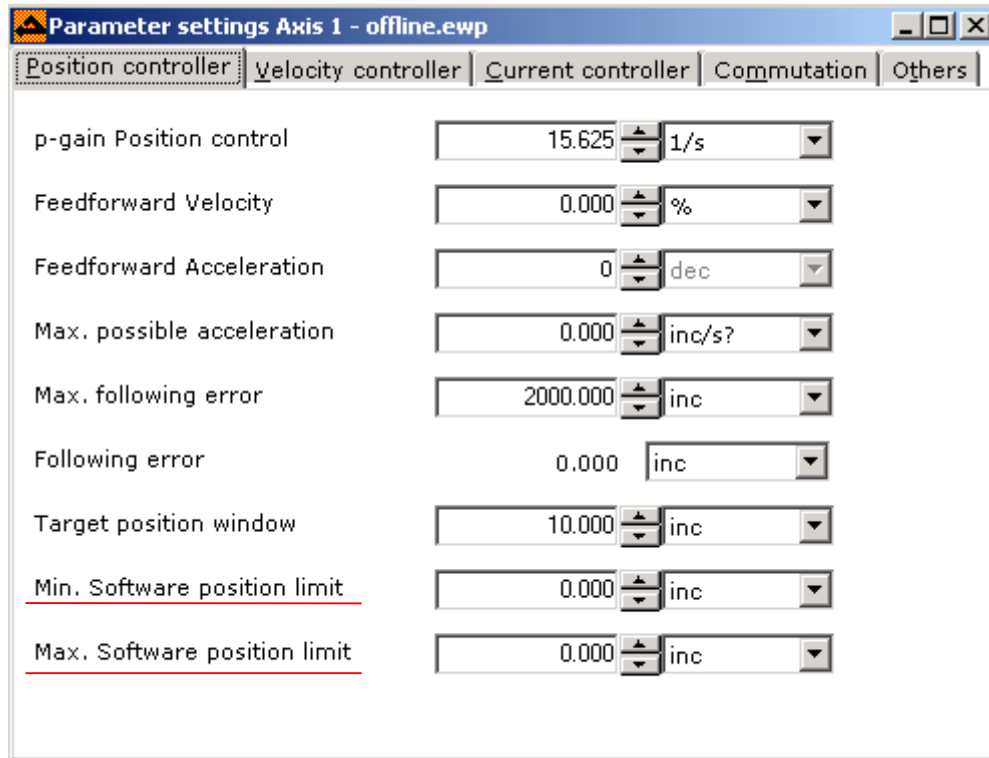 Parameter settings Axis 1 - offline.ewp
Position controller Velocity controller Current controller Commutation Others
p-gain Position control 15.625 1/s
Feedforward Velocity 0.000 %
Feedforward Acceleration 0 dec
Max. possible acceleration 0.000 inc/s?
Max. following error 2000.000 inc
Following error 0.000 inc
Target position window 10.000 inc
Min. Software position limit 0.000 inc
Max. Software position limit 0.000 inc